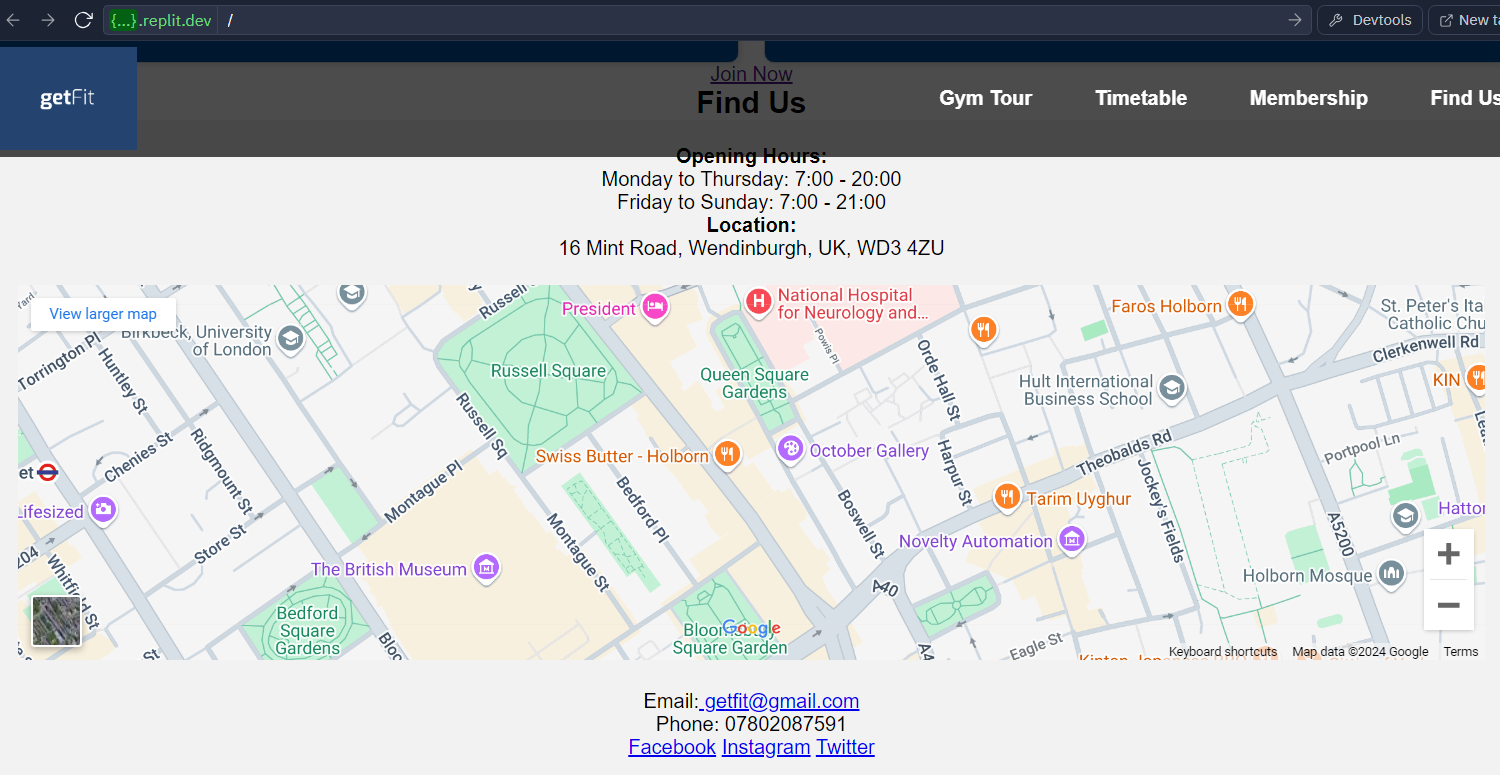 {...}.replit.dev /
Devtools
New ta
Join Now
getFit
Find Us
Gym Tour
Timetable
Membership
Find Us
Opening Hours:
Monday to Thursday: 7:00 - 20:00
Friday to Sunday: 7:00 - 21:00
Location:
16 Mint Road, Wendinburgh, UK, WD3 4ZU
View larger map
Birkbeck, University
of London
Torrington Pl
Huntley St
Ridgmount St
Chenies St
Store St
et
Lifesized
204
Whitfield St
Russell Sq
Russell Square
President
National Hospital
for Neurology and...
Powis Pl
Queen Square
Gardens
Swiss Butter - Holborn
October Gallery
Orde Hall St
Harpur St
Boswell St
Faros Holborn
St. Peter's Ita
Catholic Chu
Clerkenwell Rd
Hult International
Business School
KIN
Theobalds Rd
Portpool Ln
Jockey's Fields
Tarim Uyghur
Novelty Automation
A5200
Hatton
Holborn Mosque
Montague Pl
Montague St
Bedford Pl
The British Museum
Bedford
Square
Gardens
Bloomsbury
Square Garden
Google
A40
Eagle St
Keyboard shortcuts
Map data ©2024 Google
Terms
Email: getfit@gmail.com
Phone: 07802087591
Facebook Instagram Twitter